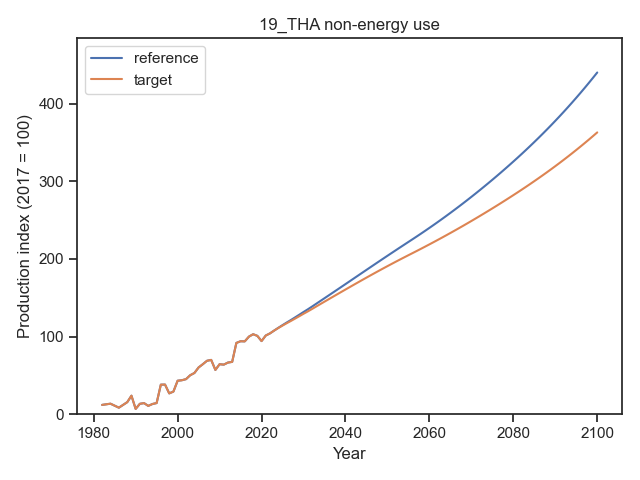 19_THA non-energy use
reference
target
Production index (2017 = 100)
400
300
200
100
0
1980 2000 2020 2040 2060 2080 2100
Year